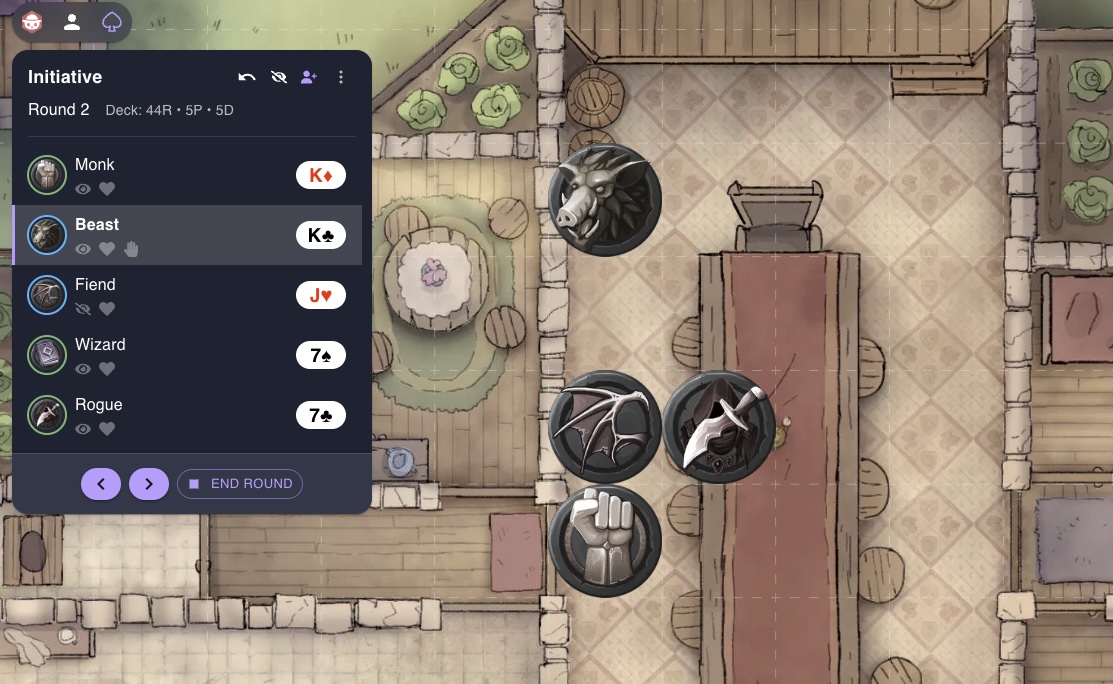 Initiative
Round 2 Deck: 44R • 5P • 5D
Monk K♦
Beast K♣
Fiend J♥
Wizard 7♠
Rogue 7♣
END ROUND